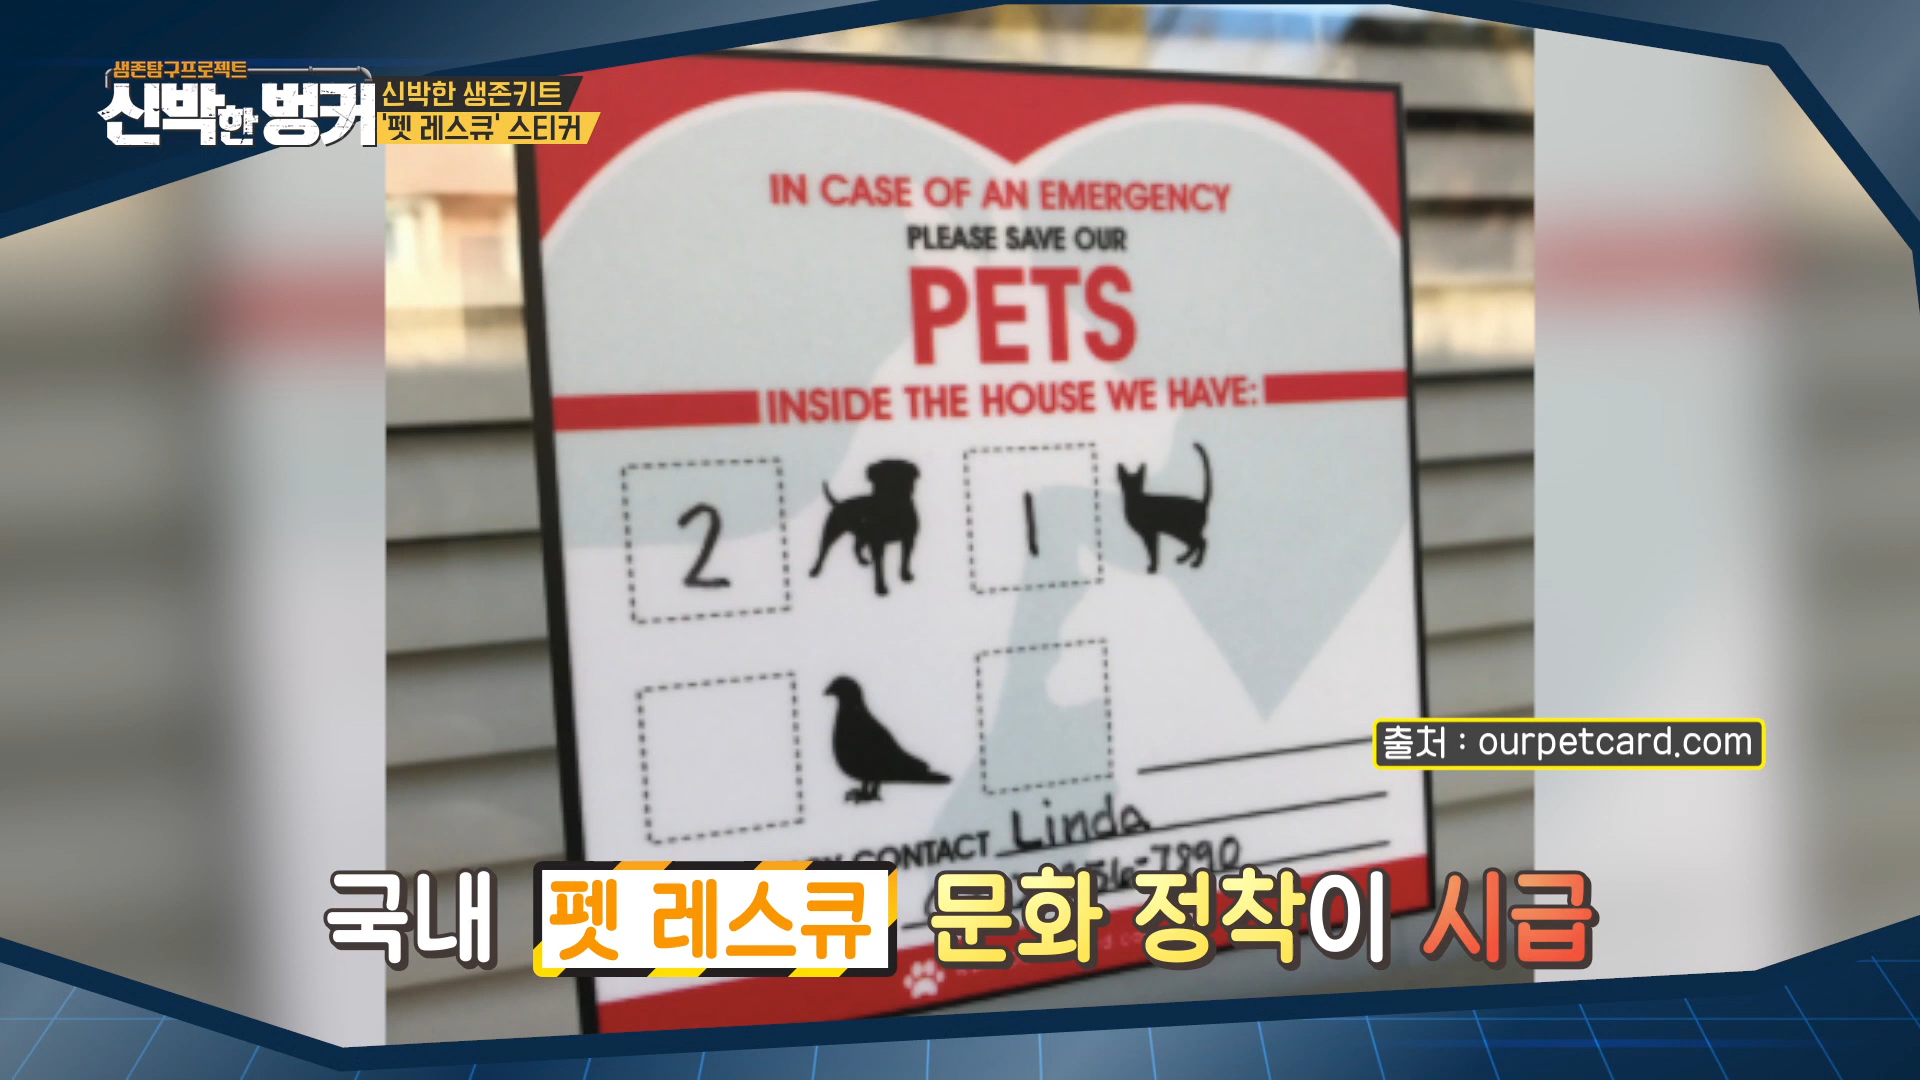 생존탐구프로젝트
신박한 벙커
신박한 생존키트
'펫 레스큐' 스티커
IN CASE OF AN EMERGENCY
PLEASE SAVE OUR
PETS
INSIDE THE HOUSE WE HAVE:
2
1
출처 : ourpetcard.com
CONTACT Linda
-7890
국내 펫 레스큐 문화 정착이 시급